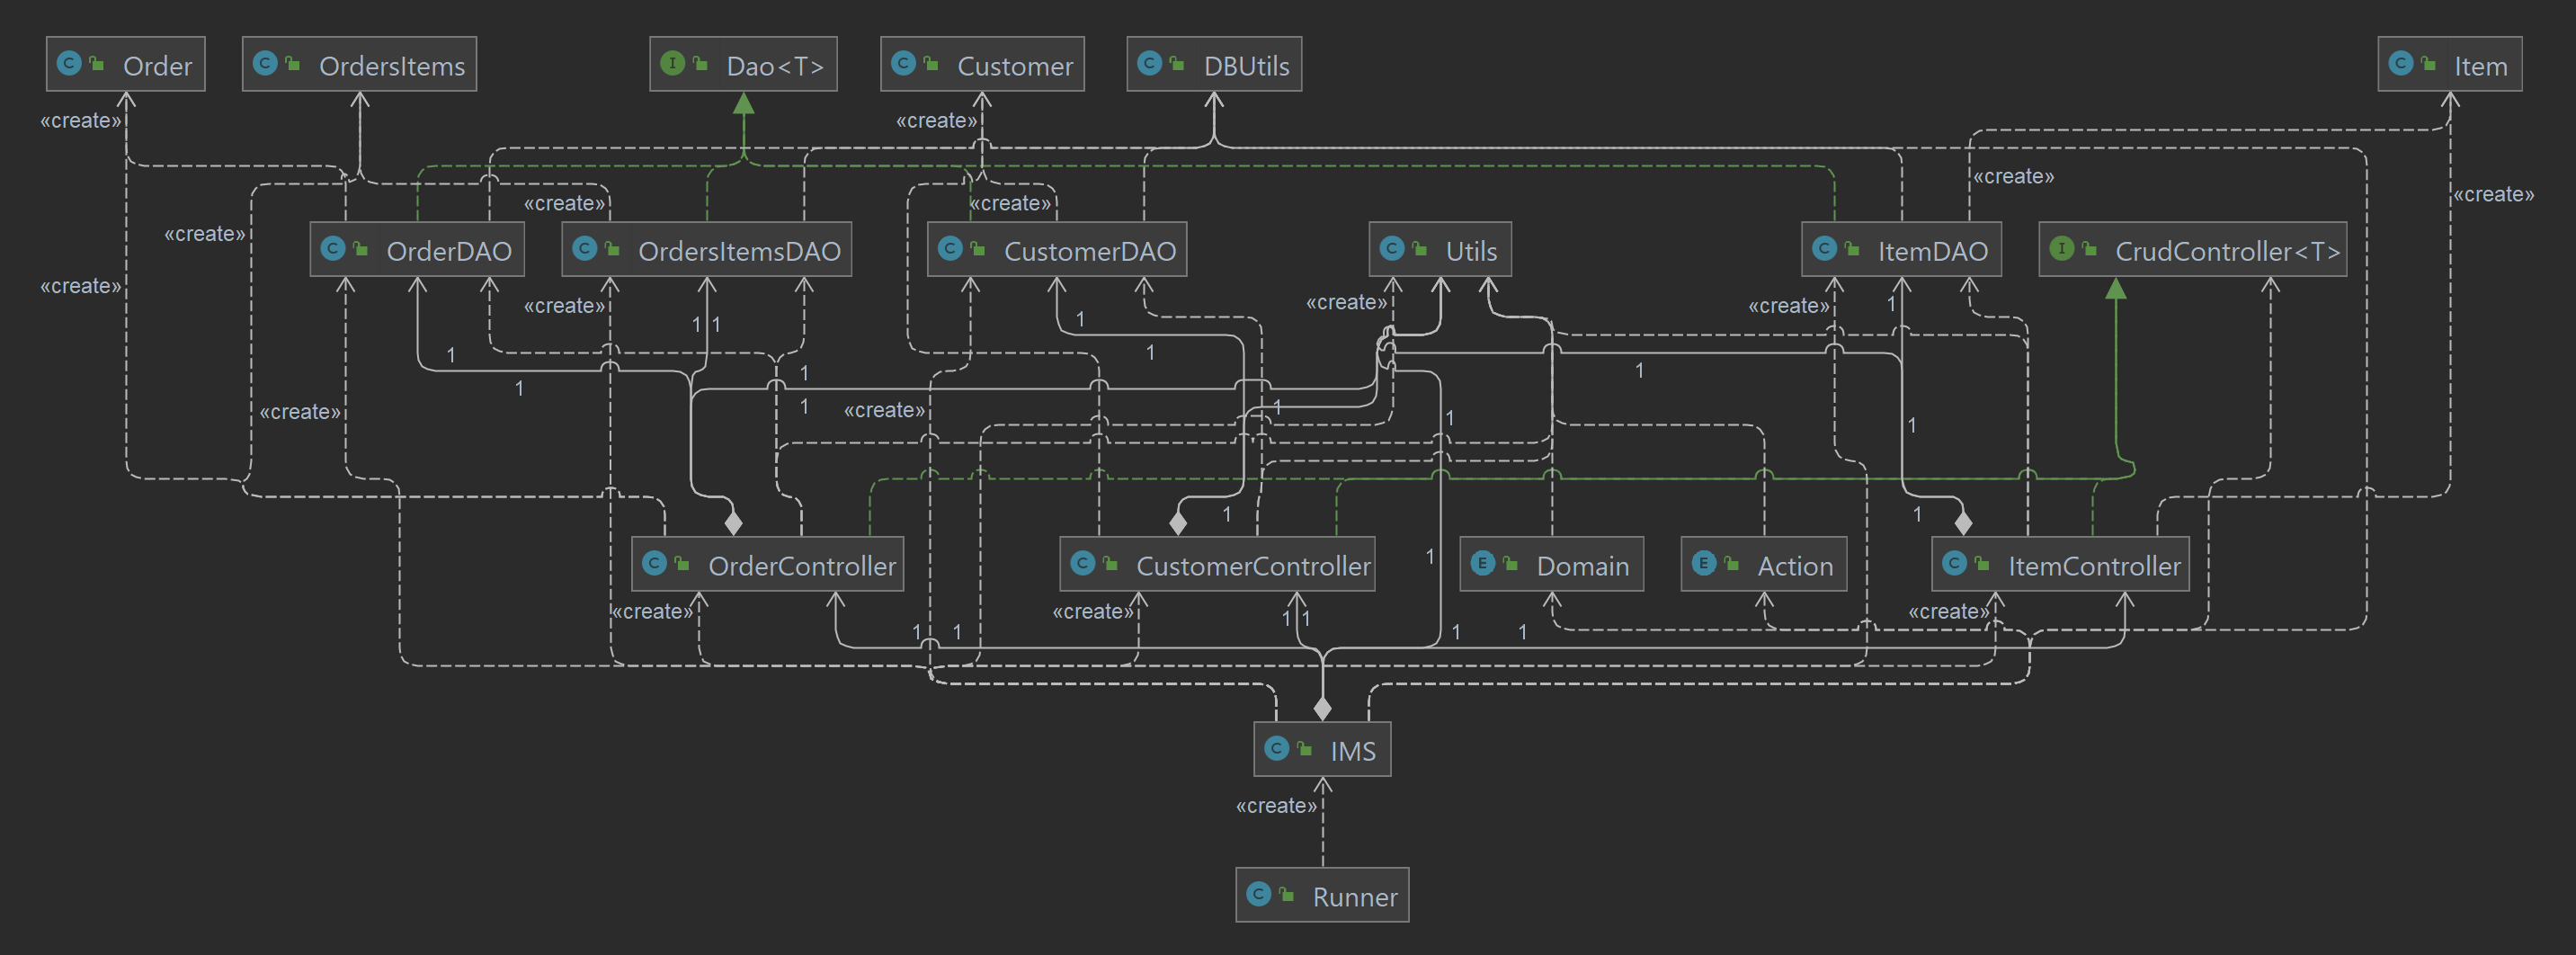 Order
OrdersItems
Dao<T>
Customer
DBUtils
Item
«create»
«create»
«create»
«create»
«create»
«create»
«create»
OrderDAO
OrdersItemsDAO
CustomerDAO
Utils
ItemDAO
CrudController<T>
«create»
«create»
«create»
«create»
1
1
1
1
1
1
1
1
1
1
«create»
«create»
1
1
1
1
1
1
1
OrderController
CustomerController
Domain
Action
ItemController
«create»
«create»
«create»
1
1
1
1
1
1
IMS
«create»
Runner
C
C
I
C
C
C
C
C
C
C
C
I
C
C
E
E
C
C
C